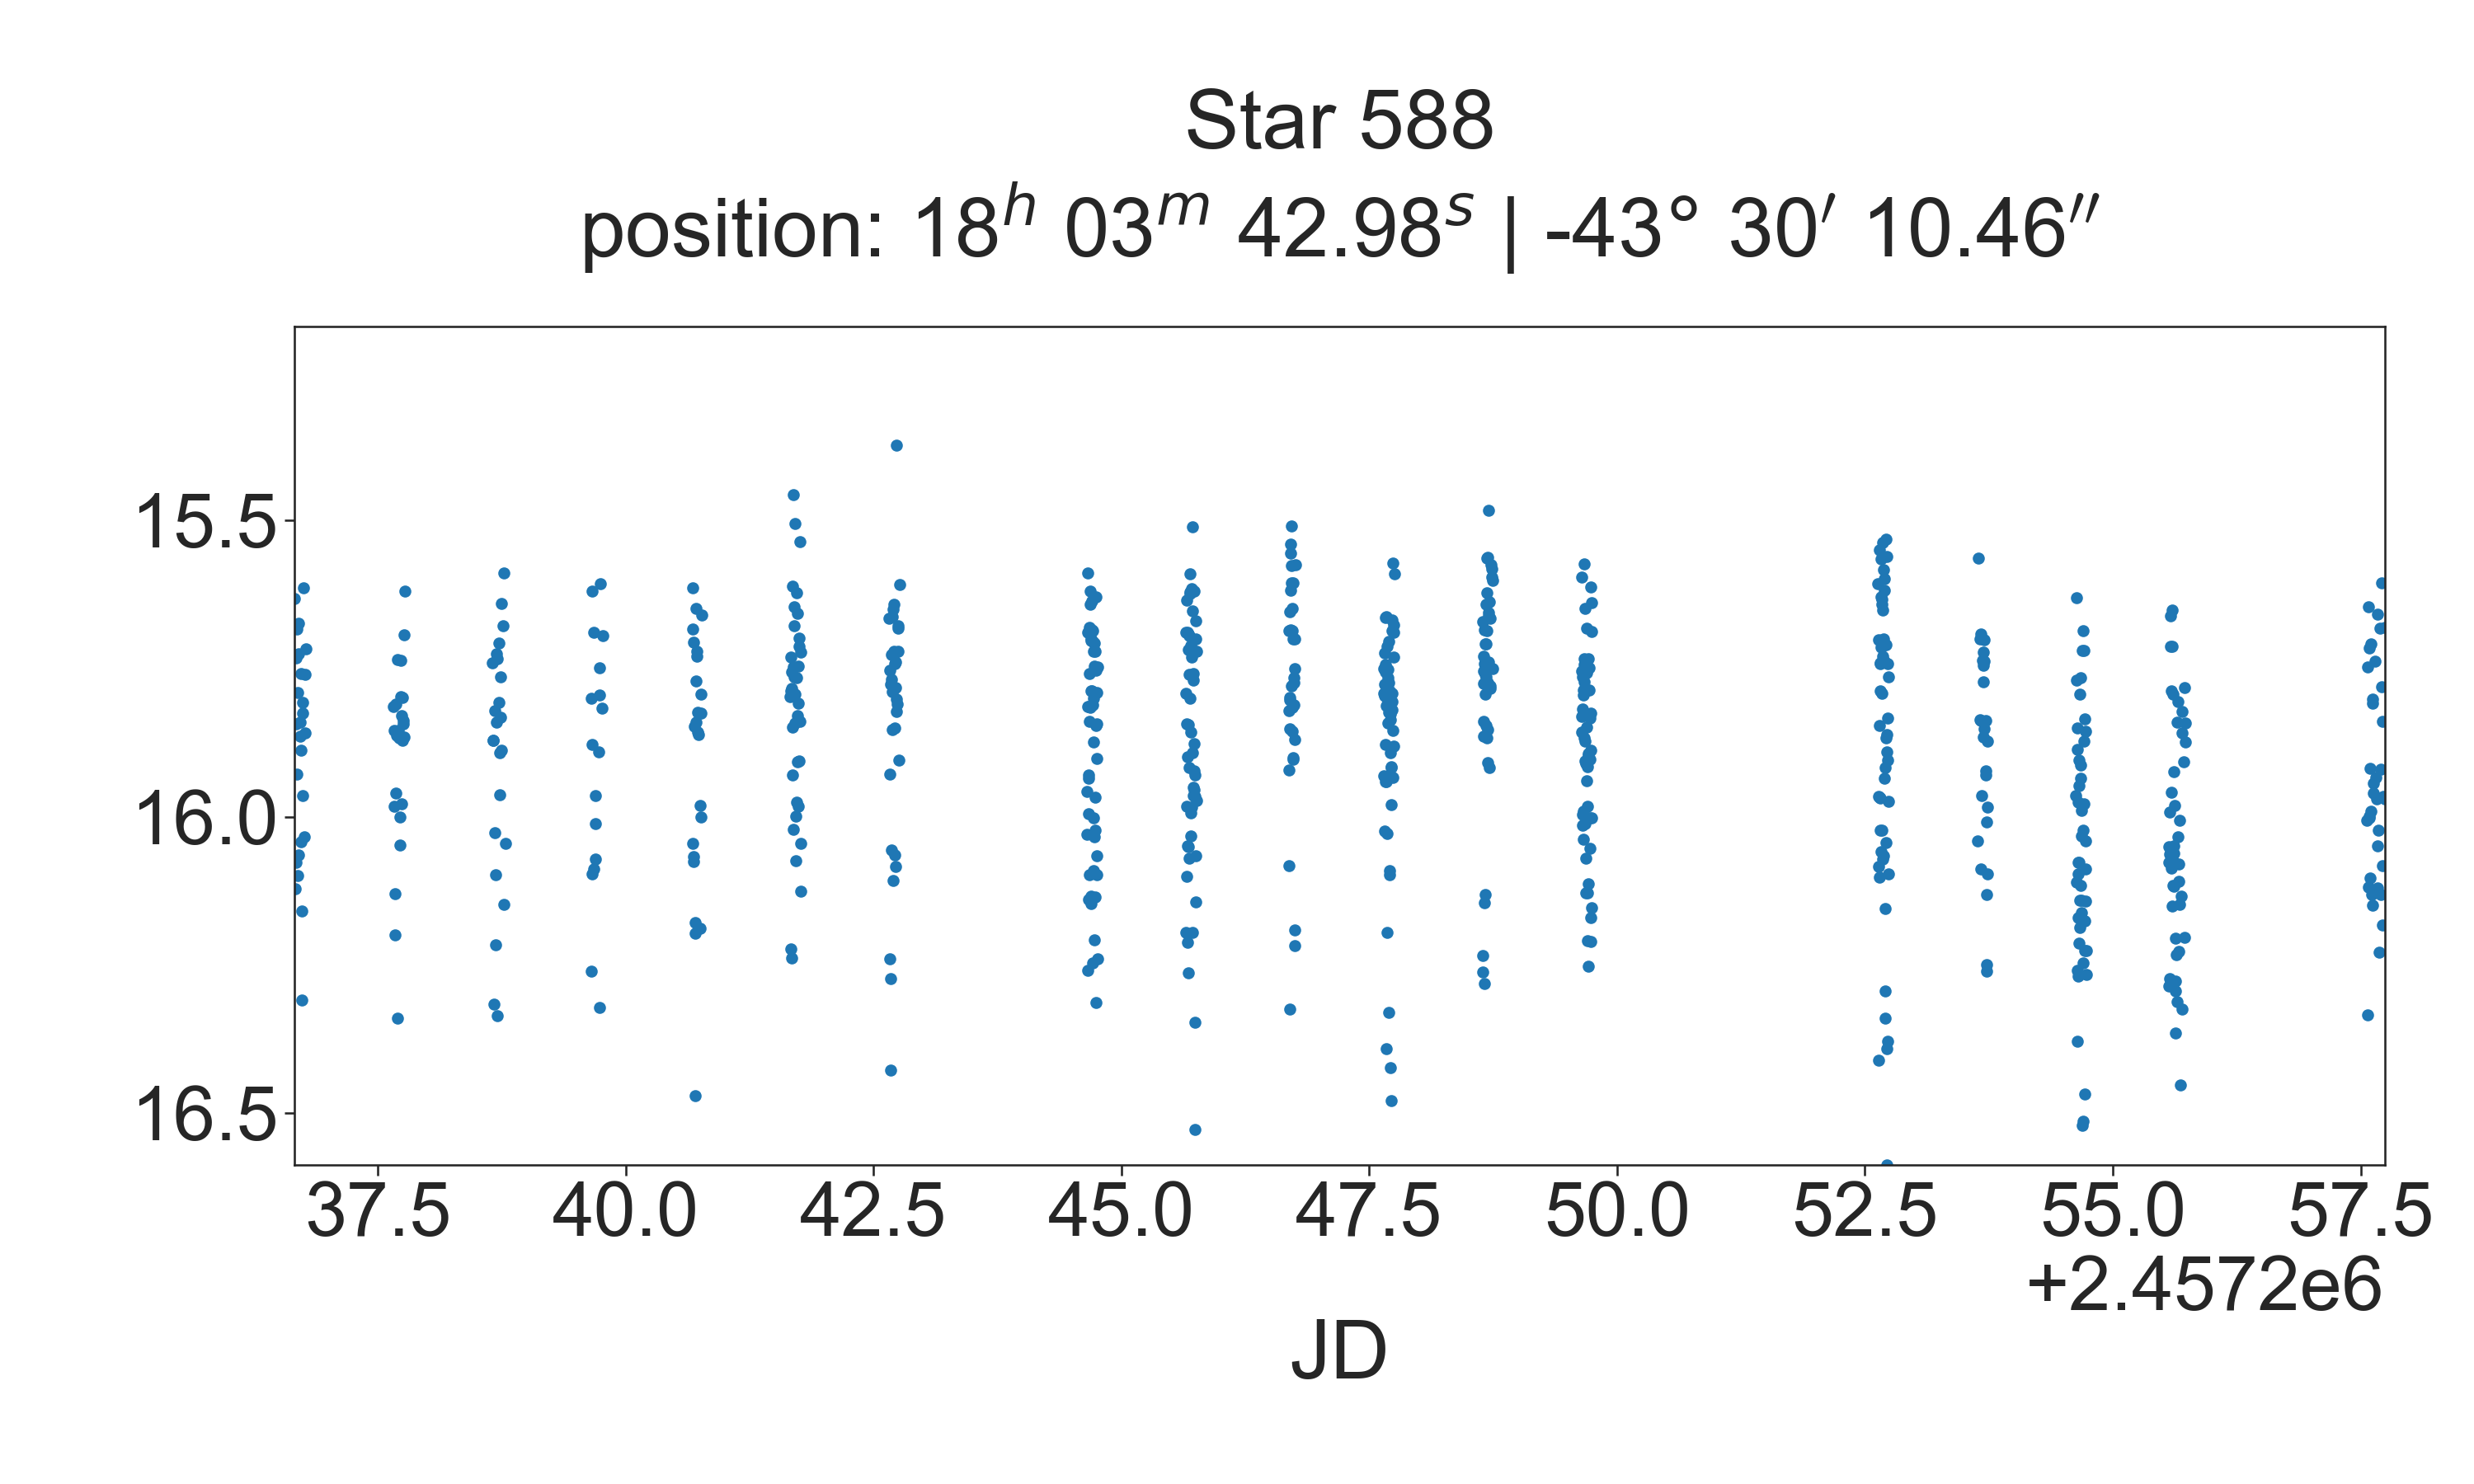 Star 588
position: 18ʰ 03ᵐ 42.98ˢ | -43° 30′ 10.46′′
15.5
16.0
16.5
37.5 40.0 42.5 45.0 47.5 50.0 52.5 55.0 57.5
+2.4572e6
JD